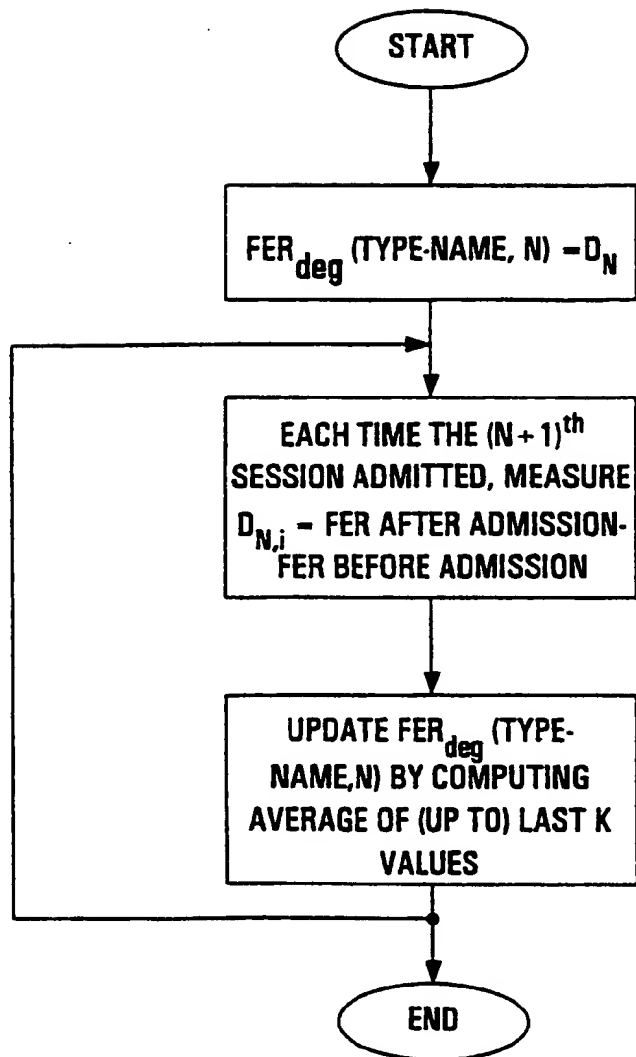 START
FER_deg (TYPE-NAME, N) = D_N
EACH TIME THE (N + 1)^th
SESSION ADMITTED, MEASURE
D_N,i = FER AFTER ADMISSION-
FER BEFORE ADMISSION
UPDATE FER_deg (TYPE-
NAME,N) BY COMPUTING
AVERAGE OF (UP TO) LAST K
VALUES
END